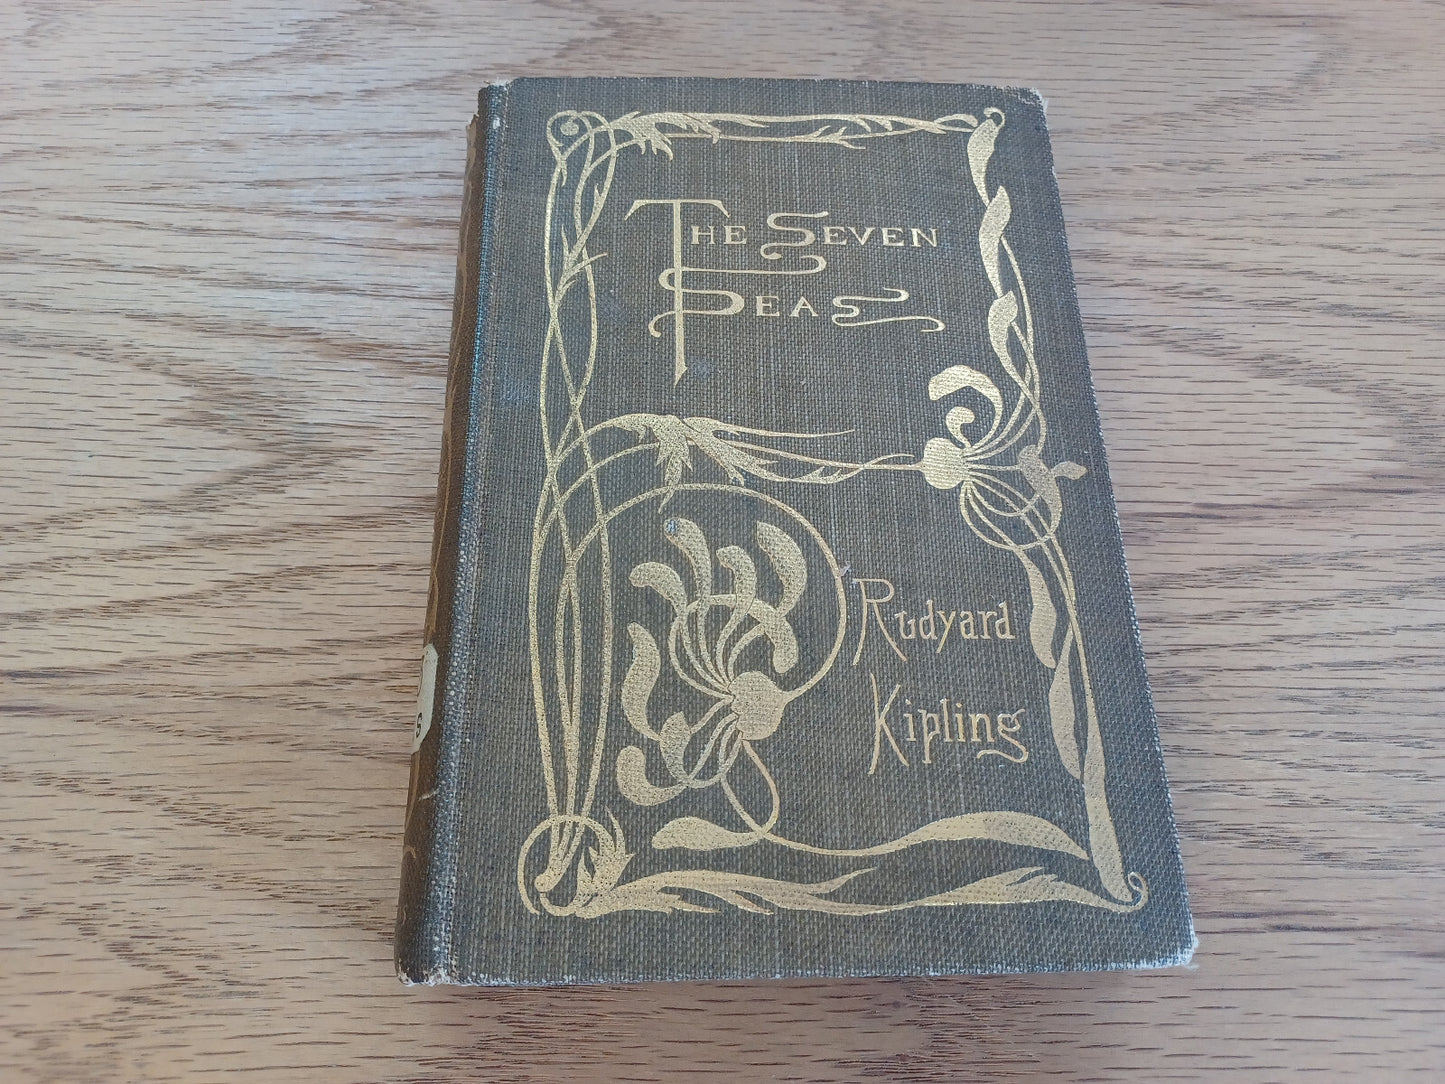 The Seven
Seas
Rudyard
Kipling
S